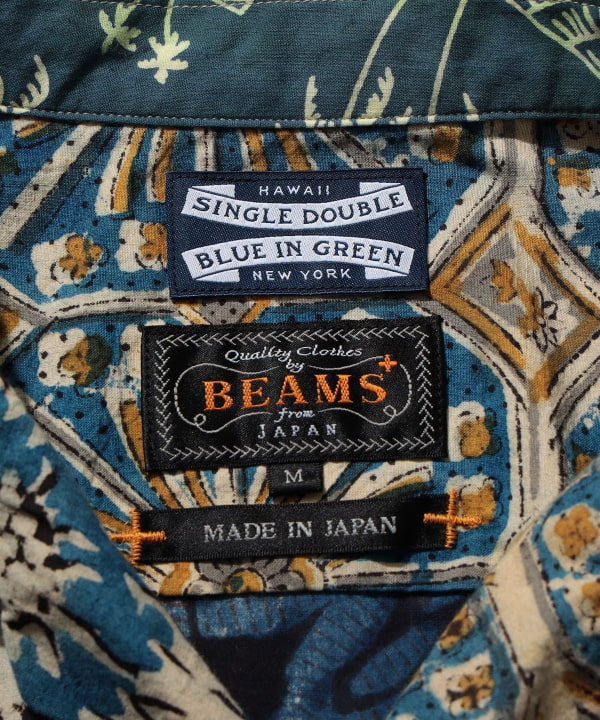 HAWAII
SINGLE DOUBLE
BLUE IN GREEN
NEW YORK
Quality Clothes
by
BEAMS+
from
JAPAN
M
MADE IN JAPAN